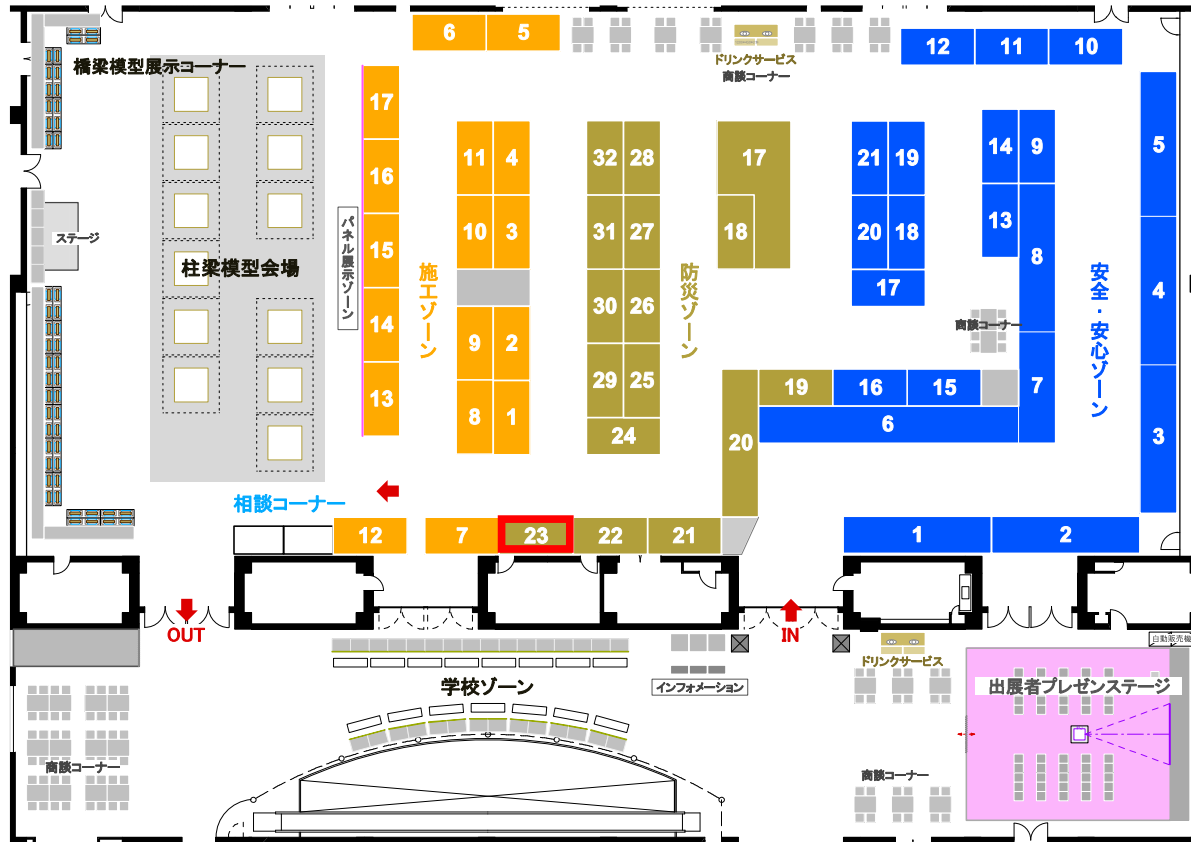 6
5
ドリンクサービス
商談コーナー
12
11
10
橋梁模型展示コーナー
17
16
15
14
13
パネル展示ゾーン
ステージ
柱梁模型会場
施工ゾーン
11
4
10
3
9
2
8
1
32
28
31
27
30
26
29
25
24
防災ゾーン
17
18
21
19
20
18
17
14
9
13
8
商談コーナー
7
安全・安心ゾーン
5
4
3
19
16
15
6
20
相談コーナー
12
7
23
22
21
1
2
OUT
IN
自動販売機
学校ゾーン
インフォメーション
ドリンクサービス
出展者プレゼンステージ
商談コーナー
商談コーナー